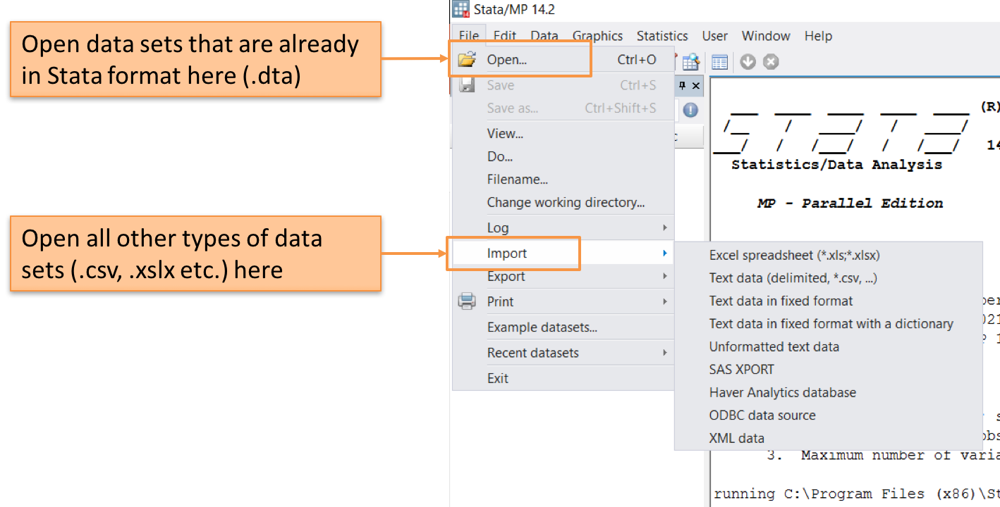 Stata/MP 14.2
File Edit Data Graphics Statistics User Window Help
Open data sets that are already
in Stata format here (.dta)
Open... Ctrl+O
Save Ctrl+S
Save as... Ctrl+Shift+S
View...
Do...
Filename...
Change working directory...
Log
Open all other types of data
sets (.csv, .xslx etc.) here
Import
Export
Print
Example datasets...
Recent datasets
Exit
Excel spreadsheet (*.xls;*.xlsx)
Text data (delimited, *.csv, ...)
Text data in fixed format
Text data in fixed format with a dictionary
Unformatted text data
SAS XPORT
Haver Analytics database
ODBC data source
XML data
(R)
STATA
14
Statistics/Data Analysis
MP - Parallel Edition
3. Maximum number of varia
running C:\Program Files (x86)\St